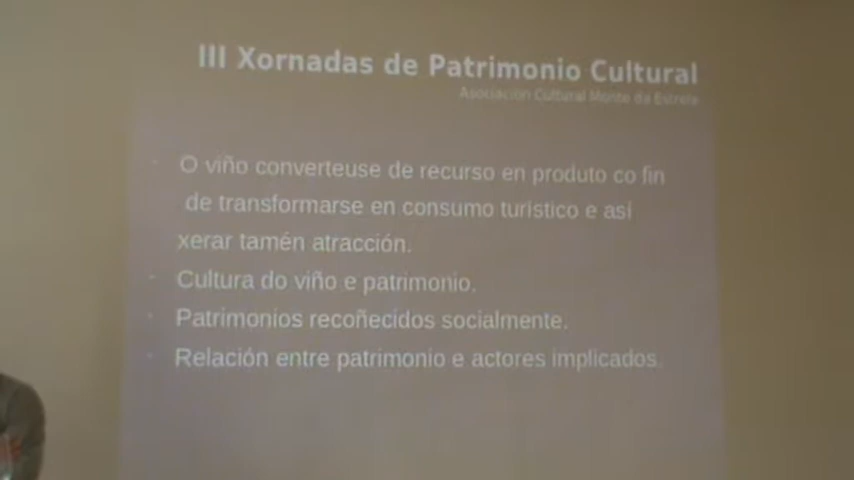 III Xornadas de Patrimonio Cultural
Asociación Cultural Monte da Estrela
- O viño converteuse de recurso en produto co fin
de transformarse en consumo turístico e así
xerar tamén atracción.
- Cultura do viño e patrimonio.
- Patrimonios recoñecidos socialmente.
- Relación entre patrimonio e actores implicados.